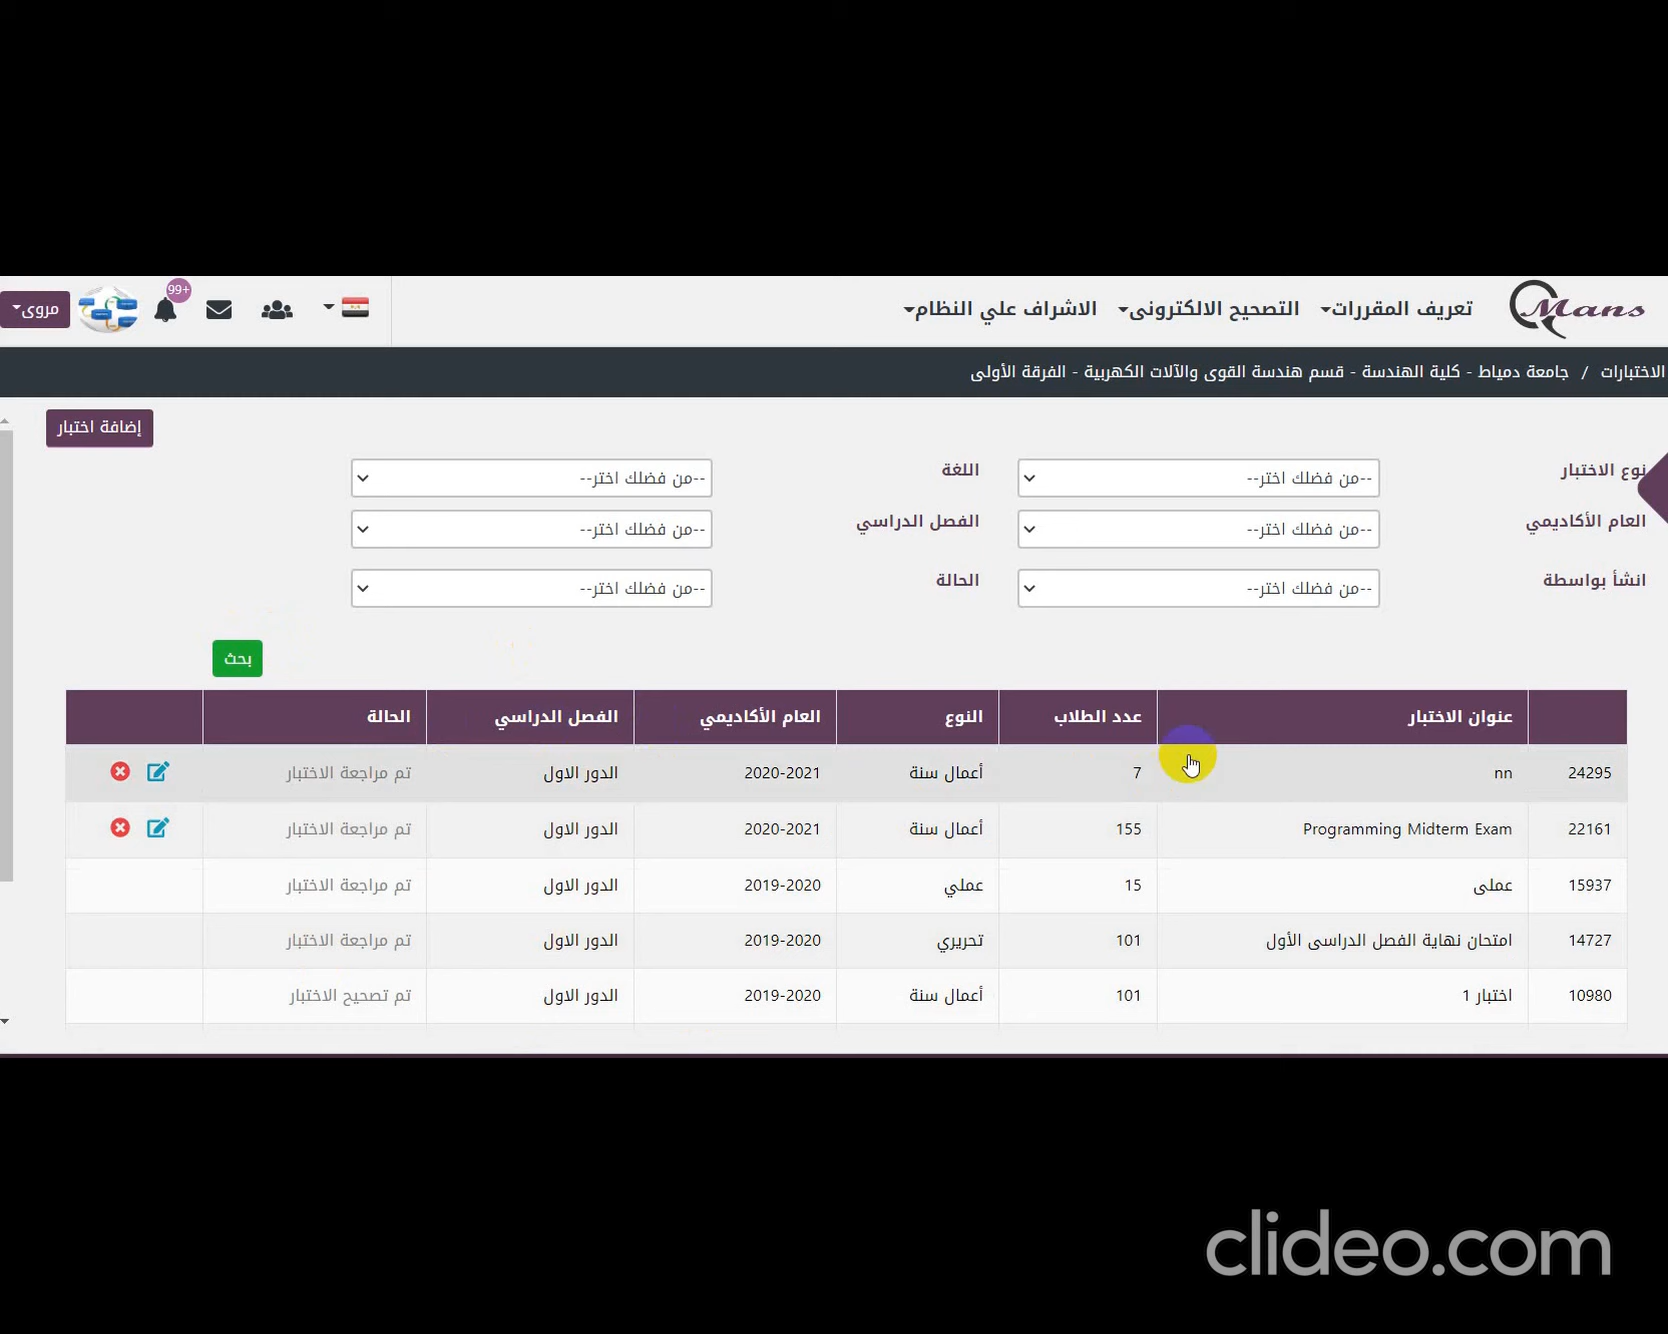 Mans تعريف المقررات التصحيح الالكترونى الاشراف علي النظام 99+ مروى
الاختبارات / جامعة دمياط - كلية الهندسة - قسم هندسة القوى والآلات الكهربية - الفرقة الأولى
إضافة اختبار
نوع الاختبار --من فضلك اختر-- اللغة --من فضلك اختر--
العام الأكاديمي --من فضلك اختر-- الفصل الدراسي --من فضلك اختر--
انشأ بواسطة --من فضلك اختر-- الحالة --من فضلك اختر--
بحث
عنوان الاختبار عدد الطلاب النوع العام الأكاديمي الفصل الدراسي الحالة
24295 nn 7 أعمال سنة 2020-2021 الدور الاول تم مراجعة الاختبار
22161 Programming Midterm Exam 155 أعمال سنة 2020-2021 الدور الاول تم مراجعة الاختبار
15937 عملى 15 عملي 2019-2020 الدور الاول تم مراجعة الاختبار
14727 امتحان نهاية الفصل الدراسى الأول 101 تحريري 2019-2020 الدور الاول تم مراجعة الاختبار
10980 اختبار 1 101 أعمال سنة 2019-2020 الدور الاول تم تصحيح الاختبار
clideo.com